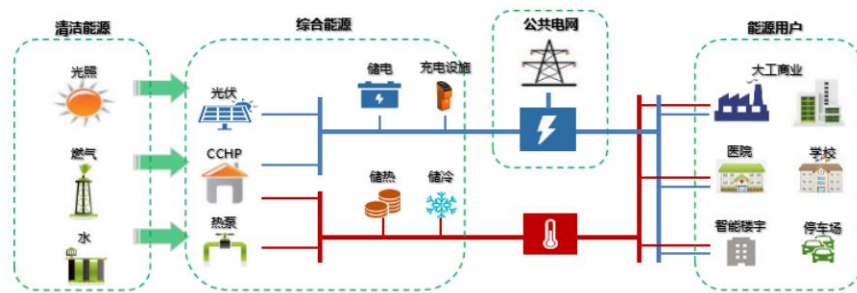 清洁能源
综合能源
公共电网
能源用户
光照
光伏
储电
充电设施
大工商业
燃气
CCHP
储热
储冷
医院
学校
水
热泵
智能楼宇
停车场